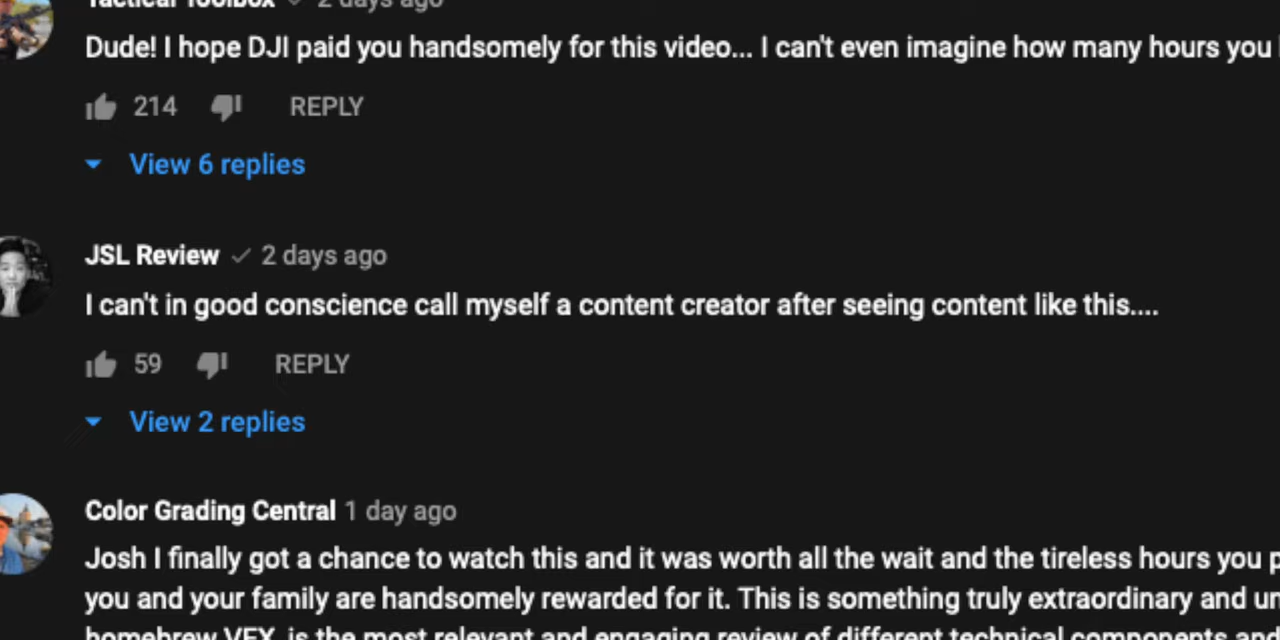 Tactical Toolbox 2 days ago
Dude! I hope DJI paid you handsomely for this video... I can't even imagine how many hours you
214 REPLY
View 6 replies
JSL Review 2 days ago
I can't in good conscience call myself a content creator after seeing content like this....
59 REPLY
View 2 replies
Color Grading Central 1 day ago
Josh I finally got a chance to watch this and it was worth all the wait and the tireless hours you
you and your family are handsomely rewarded for it. This is something truly extraordinary and
homebrew VFX, is the most relevant and engaging review of different technical components and